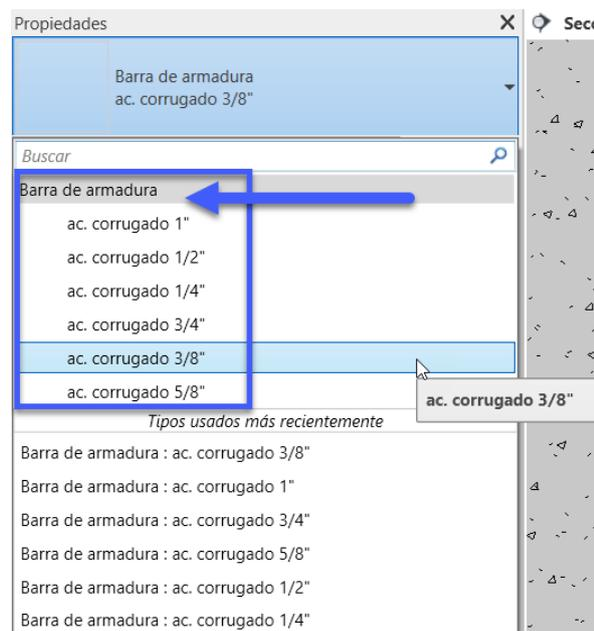 Propiedades
Barra de armadura
ac. corrugado 3/8"
Buscar
Barra de armadura
ac. corrugado 1"
ac. corrugado 1/2"
ac. corrugado 1/4"
ac. corrugado 3/4"
ac. corrugado 3/8"
ac. corrugado 5/8"
ac. corrugado 3/8"
Tipos usados más recientemente
Barra de armadura : ac. corrugado 3/8"
Barra de armadura : ac. corrugado 1"
Barra de armadura : ac. corrugado 3/4"
Barra de armadura : ac. corrugado 5/8"
Barra de armadura : ac. corrugado 1/2"
Barra de armadura : ac. corrugado 1/4"